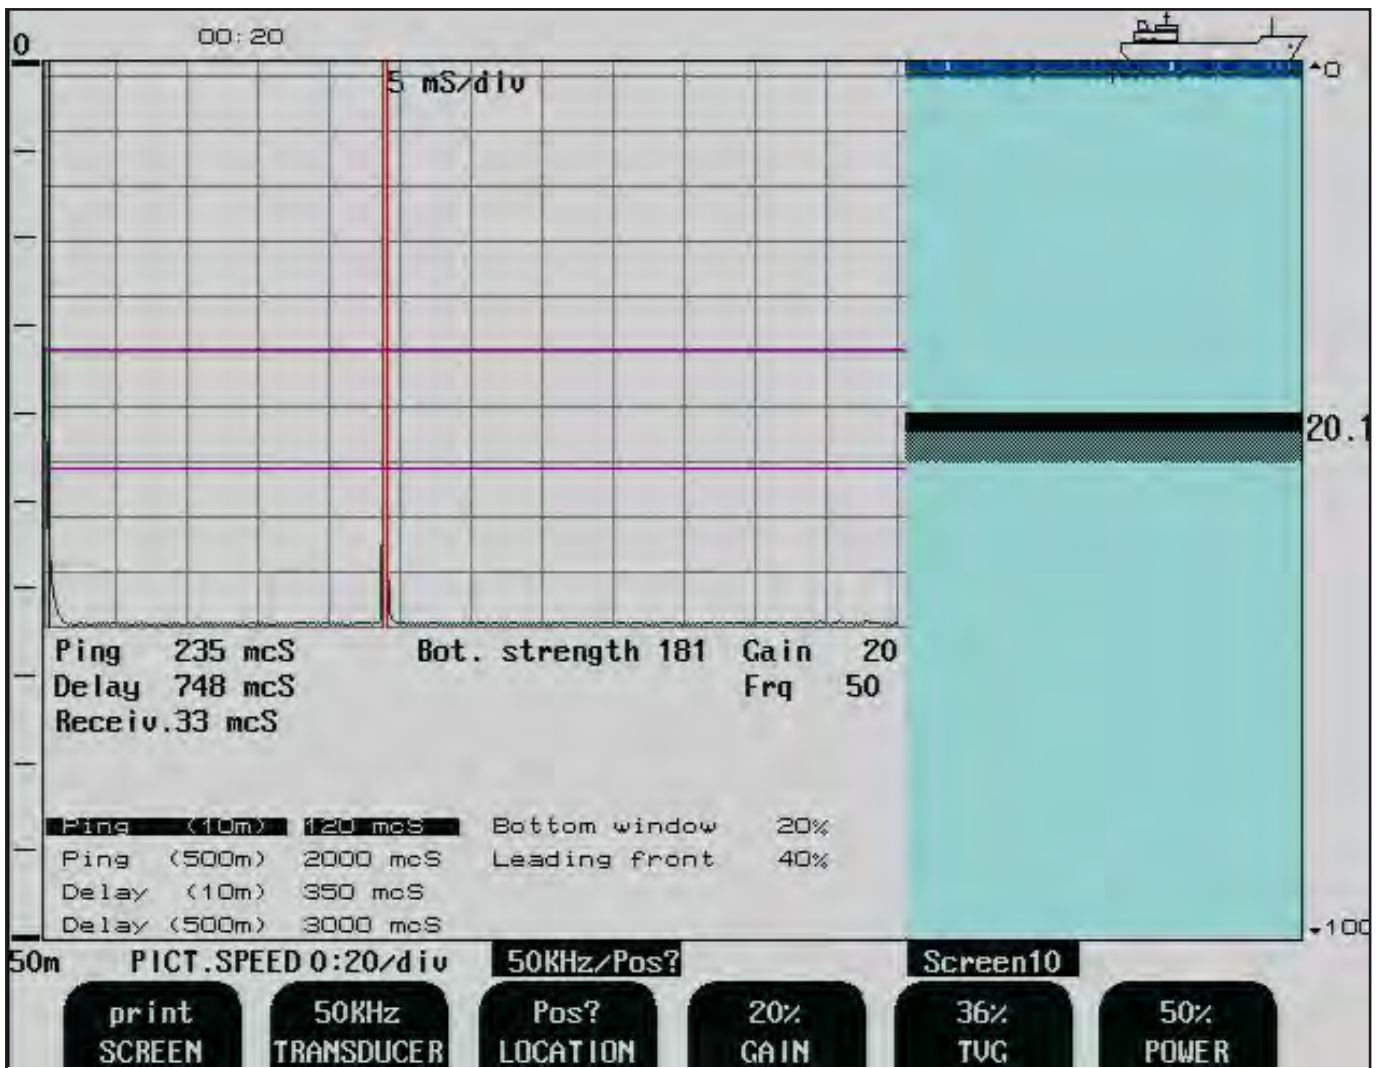 0 00:20
5 mS/div 0
20.1
Ping 235 mcS Bot. strength 181 Gain 20
Delay 748 mcS Frq 50
Receiv.33 mcS
Ping (10m) 120 mcS Bottom window 20%
Ping (500m) 2000 mcS Leading front 40%
Delay (10m) 350 mcS
Delay (500m) 3000 mcS 100
50m PICT.SPEED 0:20/div 50KHz/Pos? Screen10
print 50KHz Pos? 20% 36% 50%
SCREEN TRANSDUCER LOCATION GAIN TVG POWER